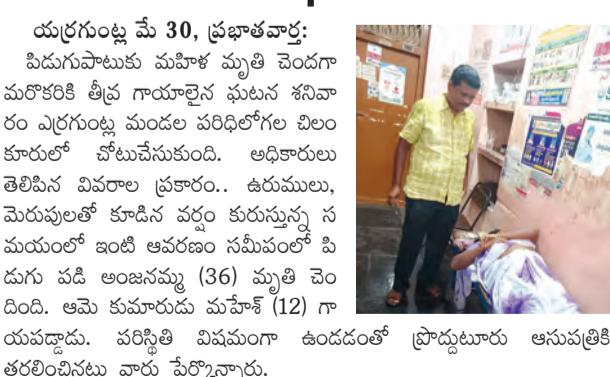 యర్రగుంట్ల మే 30, ప్రభాతవార్త:
పిడుగుపాటుకు మహిళ మృతి చెందగా
మరొకరికి తీవ్ర గాయాలైన ఘటన శనివా
రం ఎర్రగుంట్ల మండల పరిధిలోగల చిలం
కూరులో చోటుచేసుకుంది. అధికారులు
తెలిపిన వివరాల ప్రకారం.. ఉరుములు,
మెరుపులతో కూడిన వర్షం కురుస్తున్న స
మయంలో ఇంటి ఆవరణం సమీపంలో పి
డుగు పడి అంజనమ్మ (36) మృతి చెం
దింది. ఆమె కుమారుడు మహేశ్ (12) గా
యపడ్డాడు. పరిస్థితి విషమంగా ఉండడంతో ప్రొద్దుటూరు ఆసుపత్రికి
తరలించినట్లు వారు పేర్కొన్నారు.